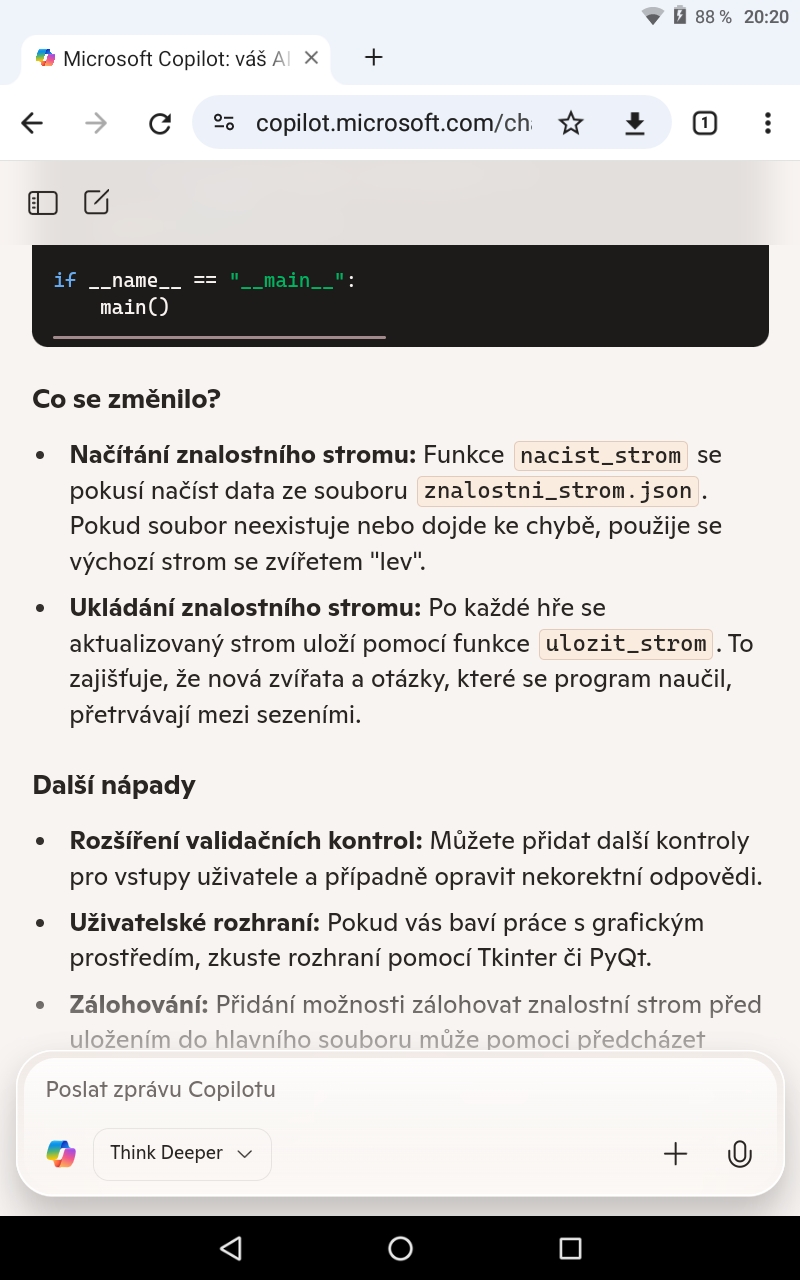 88 % 20:20
Microsoft Copilot: váš AI
copilot.microsoft.com/ch
1
if __name__ == "__main__":
main()
Co se změnilo?
• Načítání znalostního stromu: Funkce nacist_strom se
pokusí načíst data ze souboru znalostni_strom.json.
Pokud soubor neexistuje nebo dojde ke chybě, použije se
výchozí strom se zvířetem "lev".
• Ukládání znalostního stromu: Po každé hře se
aktualizovaný strom uloží pomocí funkce ulozit_strom. To
zajišťuje, že nová zvířata a otázky, které se program naučil,
přetrvávají mezi sezeními.
Další nápady
• Rozšíření validačních kontrol: Můžete přidat další kontroly
pro vstupy uživatele a případně opravit nekorektní odpovědi.
• Uživatelské rozhraní: Pokud vás baví práce s grafickým
prostředím, zkuste rozhraní pomocí Tkinter či PyQt.
• Zálohování: Přidání možnosti zálohovat znalostní strom před
uložením do hlavního souboru může pomoci předcházet
Poslat zprávu Copilotu
Think Deeper